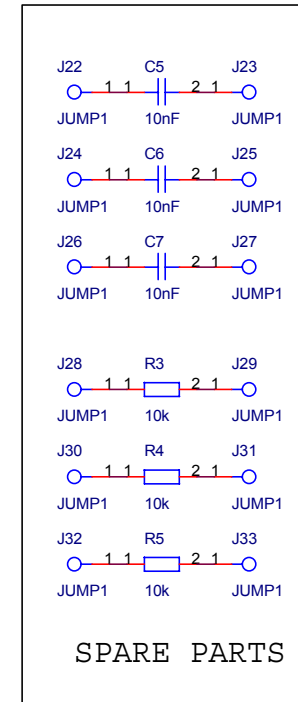 J22 C5 J23
1 1 2 1
JUMP1 10nF JUMP1
J24 C6 J25
1 1 2 1
JUMP1 10nF JUMP1
J26 C7 J27
1 1 2 1
JUMP1 10nF JUMP1
J28 R3 J29
1 1 2 1
JUMP1 10k JUMP1
J30 R4 J31
1 1 2 1
JUMP1 10k JUMP1
J32 R5 J33
1 1 2 1
JUMP1 10k JUMP1
SPARE PARTS